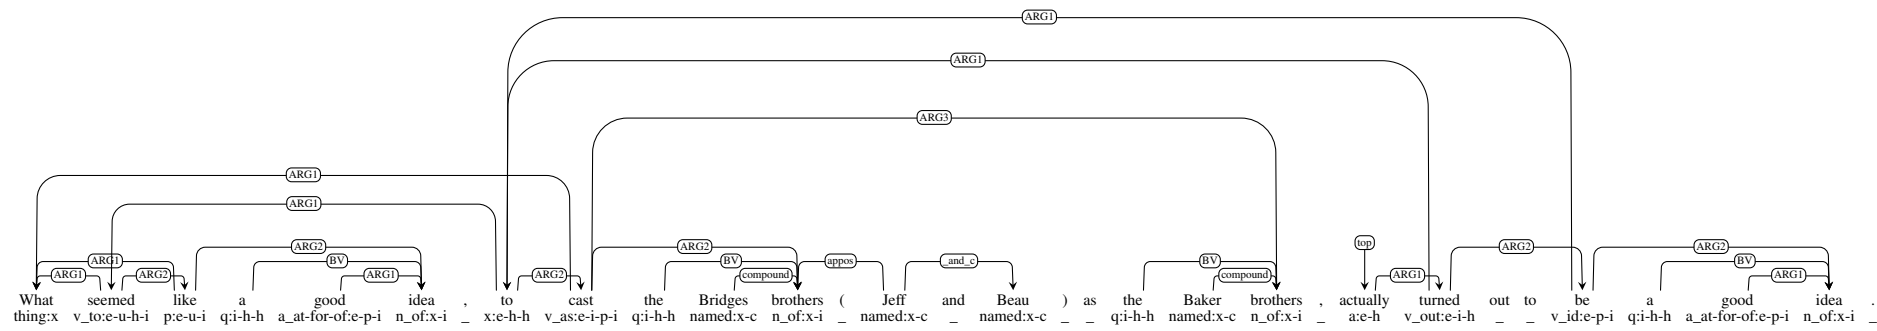 ARG1
ARG1
ARG3
ARG1
ARG1
top
ARG2 ARG2 ARG2 ARG2
ARG1 BV BV appos _and_c BV BV
ARG1 ARG2 ARG1 ARG2 compound compound ARG1 ARG1
What seemed like a good idea , to cast the Bridges brothers ( Jeff and Beau ) as the Baker brothers , actually turned out to be a good idea .
thing:x v_to:e-u-h-i p:e-u-i q:i-h-h a_at-for-of:e-p-i n_of:x-i _ x:e-h-h v_as:e-i-p-i q:i-h-h named:x-c n_of:x-i _ named:x-c _ named:x-c _ _ q:i-h-h named:x-c n_of:x-i _ a:e-h v_out:e-i-h _ _ v_id:e-p-i q:i-h-h a_at-for-of:e-p-i n_of:x-i _